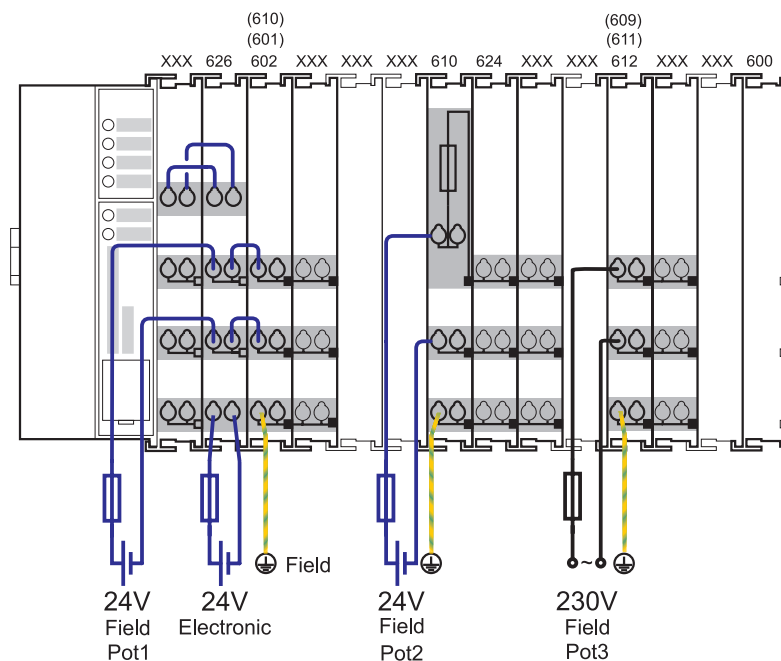 (610)
(609)
(601)
(611)
XXX 626 602 XXX XXX XXX 610 624 XXX XXX 612 XXX XXX 600
Field
~
24V
Field
Pot1
24V
Electronic
24V
Field
Pot2
230V
Field
Pot3